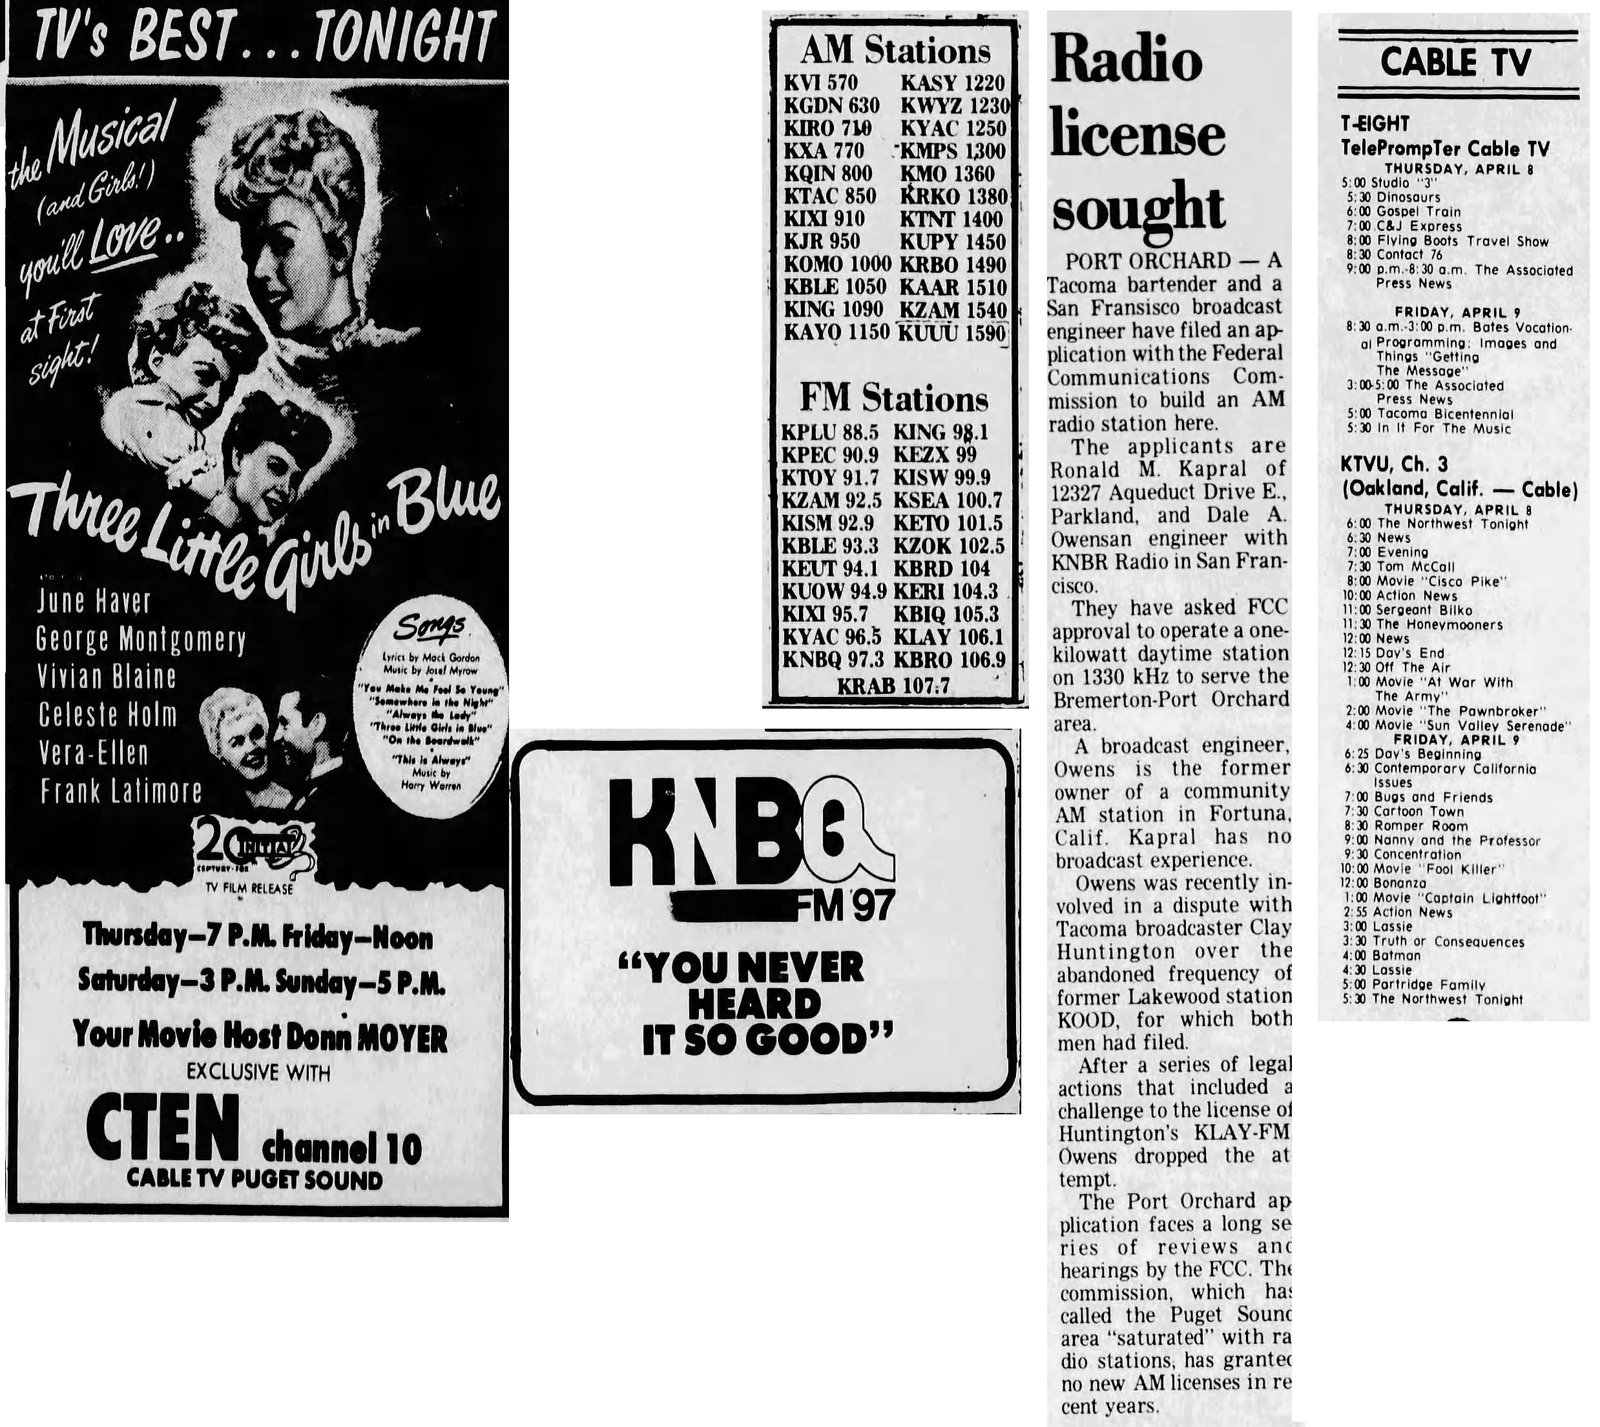 TV's BEST...TONIGHT
the Musical
(and Girls!)
you'll LOVE..
at First
sight!
Three Little Girls in Blue
June Haver
George Montgomery
Vivian Blaine
Celeste Holm
Vera-Ellen
Frank Latimore
Songs
Lyrics by Mack Gordon
Music by Josef Myrow
"You Make Me Feel So Young"
"Somewhere in the Night"
"Always the Lady"
"Three Little Girls in Blue"
"On the Boardwalk"
"This is Always"
Music by
Harry Warren
20
INITIAL
CENTURY-FOX
TV FILM RELEASE
Thursday—7 P.M. Friday—Noon
Saturday—3 P.M. Sunday—5 P.M.
Your Movie Host Donn MOYER
EXCLUSIVE WITH
CTEN channel 10
CABLE TV PUGET SOUND
AM Stations
KVI 570 KASY 1220
KGDN 630 KWYZ 1230
KIRO 710 KYAC 1250
KXA 770 KMPS 1300
KQIN 800 KMO 1360
KTAC 850 KRKO 1380
KIXI 910 KTNT 1400
KJR 950 KUPY 1450
KOMO 1000 KRBO 1490
KBLE 1050 KAAR 1510
KING 1090 KZAM 1540
KAYO 1150 KUUU 1590
FM Stations
KPLU 88.5 KING 98.1
KPEC 90.9 KEZX 99
KTOY 91.7 KISW 99.9
KZAM 92.5 KSEA 100.7
KISM 92.9 KETO 101.5
KBLE 93.3 KZOK 102.5
KEUT 94.1 KBRD 104
KUOW 94.9 KERI 104.3
KIXI 95.7 KBIQ 105.3
KYAC 96.5 KLAY 106.1
KNBQ 97.3 KBRO 106.9
KRAB 107.7
KNBQ
FM 97
"YOU NEVER
HEARD
IT SO GOOD"
Radio
license
sought
PORT ORCHARD — A
Tacoma bartender and a
San Fransisco broadcast
engineer have filed an ap-
plication with the Federal
Communications Com-
mission to build an AM
radio station here.
The applicants are
Ronald M. Kapral of
12327 Aqueduct Drive E.,
Parkland, and Dale A.
Owensan engineer with
KNBR Radio in San Fran-
cisco.
They have asked FCC
approval to operate a one-
kilowatt daytime station
on 1330 kHz to serve the
Bremerton-Port Orchard
area.
A broadcast engineer,
Owens is the former
owner of a community
AM station in Fortuna,
Calif. Kapral has no
broadcast experience.
Owens was recently in-
volved in a dispute with
Tacoma broadcaster Clay
Huntington over the
abandoned frequency of
former Lakewood station
KOOD, for which both
men had filed.
After a series of legal
actions that included a
challenge to the license of
Huntington's KLAY-FM
Owens dropped the at
tempt.
The Port Orchard ap
plication faces a long se
ries of reviews and
hearings by the FCC. The
commission, which has
called the Puget Sound
area "saturated" with ra
dio stations, has granted
no new AM licenses in re
cent years.
CABLE TV
T-EIGHT
TelePrompTer Cable TV
THURSDAY, APRIL 8
5:00 Studio "3"
5:30 Dinosaurs
6:00 Gospel Train
7:00 C&J Express
8:00 Flying Boots Travel Show
8:30 Contact 76
9:00 p.m.-8:30 a.m. The Associated
Press News
FRIDAY, APRIL 9
8:30 a.m.-3:00 p.m. Bates Vocation-
al Programming: Images and
Things "Getting
The Message"
3:00-5:00 The Associated
Press News
5:00 Tacoma Bicentennial
5:30 In It For The Music
KTVU, Ch. 3
(Oakland, Calif. — Cable)
THURSDAY, APRIL 8
6:00 The Northwest Tonight
6:30 News
7:00 Evening
7:30 Tom McCall
8:00 Movie "Cisco Pike"
10:00 Action News
11:00 Sergeant Bilko
11:30 The Honeymooners
12:00 News
12:15 Day's End
12:30 Off The Air
1:00 Movie "At War With
The Army"
2:00 Movie "The Pawnbroker"
4:00 Movie "Sun Valley Serenade"
FRIDAY, APRIL 9
6:25 Day's Beginning
6:30 Contemporary California
Issues
7:00 Bugs and Friends
7:30 Cartoon Town
8:30 Romper Room
9:00 Nanny and the Professor
9:30 Concentration
10:00 Movie "Fool Killer"
12:00 Bonanza
1:00 Movie "Captain Lightfoot"
2:55 Action News
3:00 Lassie
3:30 Truth or Consequences
4:00 Batman
4:30 Lassie
5:00 Partridge Family
5:30 The Northwest Tonight